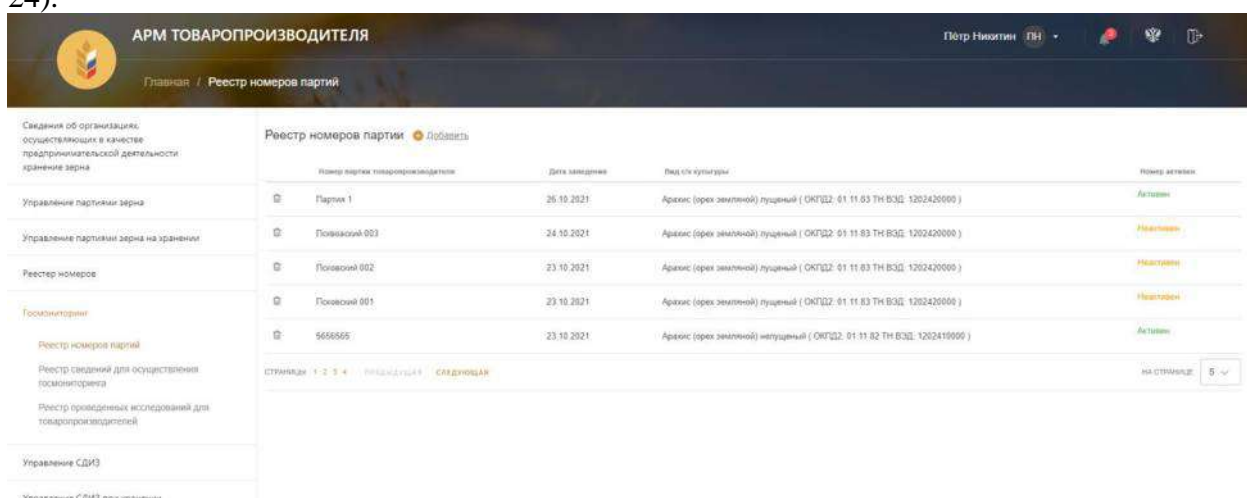 24).
АРМ ТОВАРОПРОИЗВОДИТЕЛЯ
Пётр Никитин ПН
Главная / Реестр номеров партий
Сведения об организациях,
осуществляющих в качестве
предпринимательской деятельности
хранение зерна
Управление партиями зерна
Управление партиями зерна на хранении
Реестер номеров
Госмониторинг
Реестр номеров партий
Реестр сведений для осуществления
госмониторинга
Реестр проведенных исследований для
товаропроизводителей
Управление СДИЗ
Управление СДИЗ при хранении
Реестр номеров партии Добавить
Номер партии товаропроизводителя Дата заведения Вид с/х культуры Номер активен
Партия 1 26.10.2021 Арахис (орех земляной) лущеный ( ОКПД2: 01.11.83 ТН ВЭД: 1202420000 ) Активен
003 24.10.2021 Арахис (орех земляной) лущеный ( ОКПД2: 01.11.83 ТН ВЭД: 1202420000 ) Неактивен
002 23.10.2021 Арахис (орех земляной) лущеный ( ОКПД2: 01.11.83 ТН ВЭД: 1202420000 ) Неактивен
001 23.10.2021 Арахис (орех земляной) лущеный ( ОКПД2: 01.11.83 ТН ВЭД: 1202420000 ) Неактивен
5656565 23.10.2021 Арахис (орех земляной) нелущеный ( ОКПД2: 01.11.82 ТН ВЭД: 1202410000 ) Активен
СТРАНИЦЫ 1 2 3 4 ПРЕДЫДУЩАЯ СЛЕДУЮЩАЯ НА СТРАНИЦЕ 5